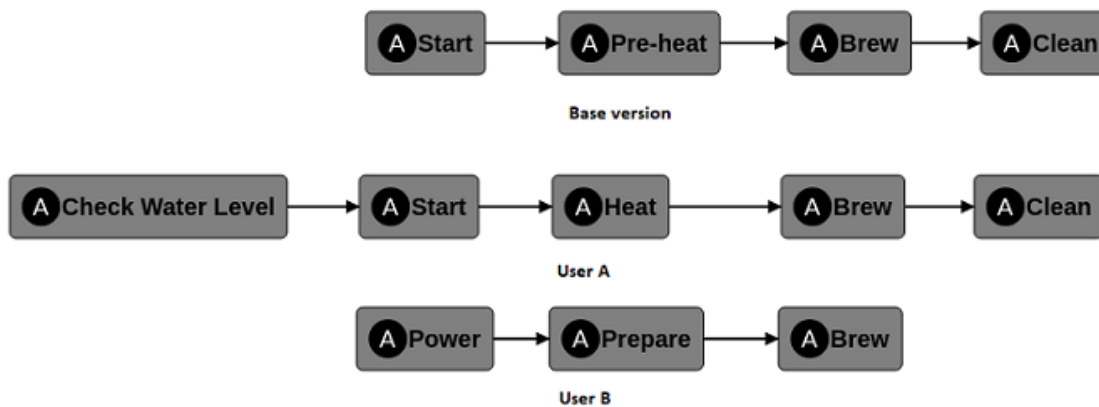 A Start A Pre-heat A Brew A Clean
Base version
A Check Water Level A Start A Heat A Brew A Clean
User A
A Power A Prepare A Brew
User B